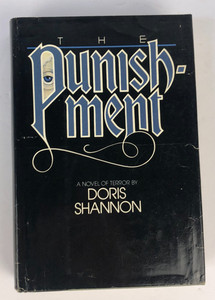 THE
Punish-
ment
A NOVEL OF TERROR BY
DORIS
SHANNON